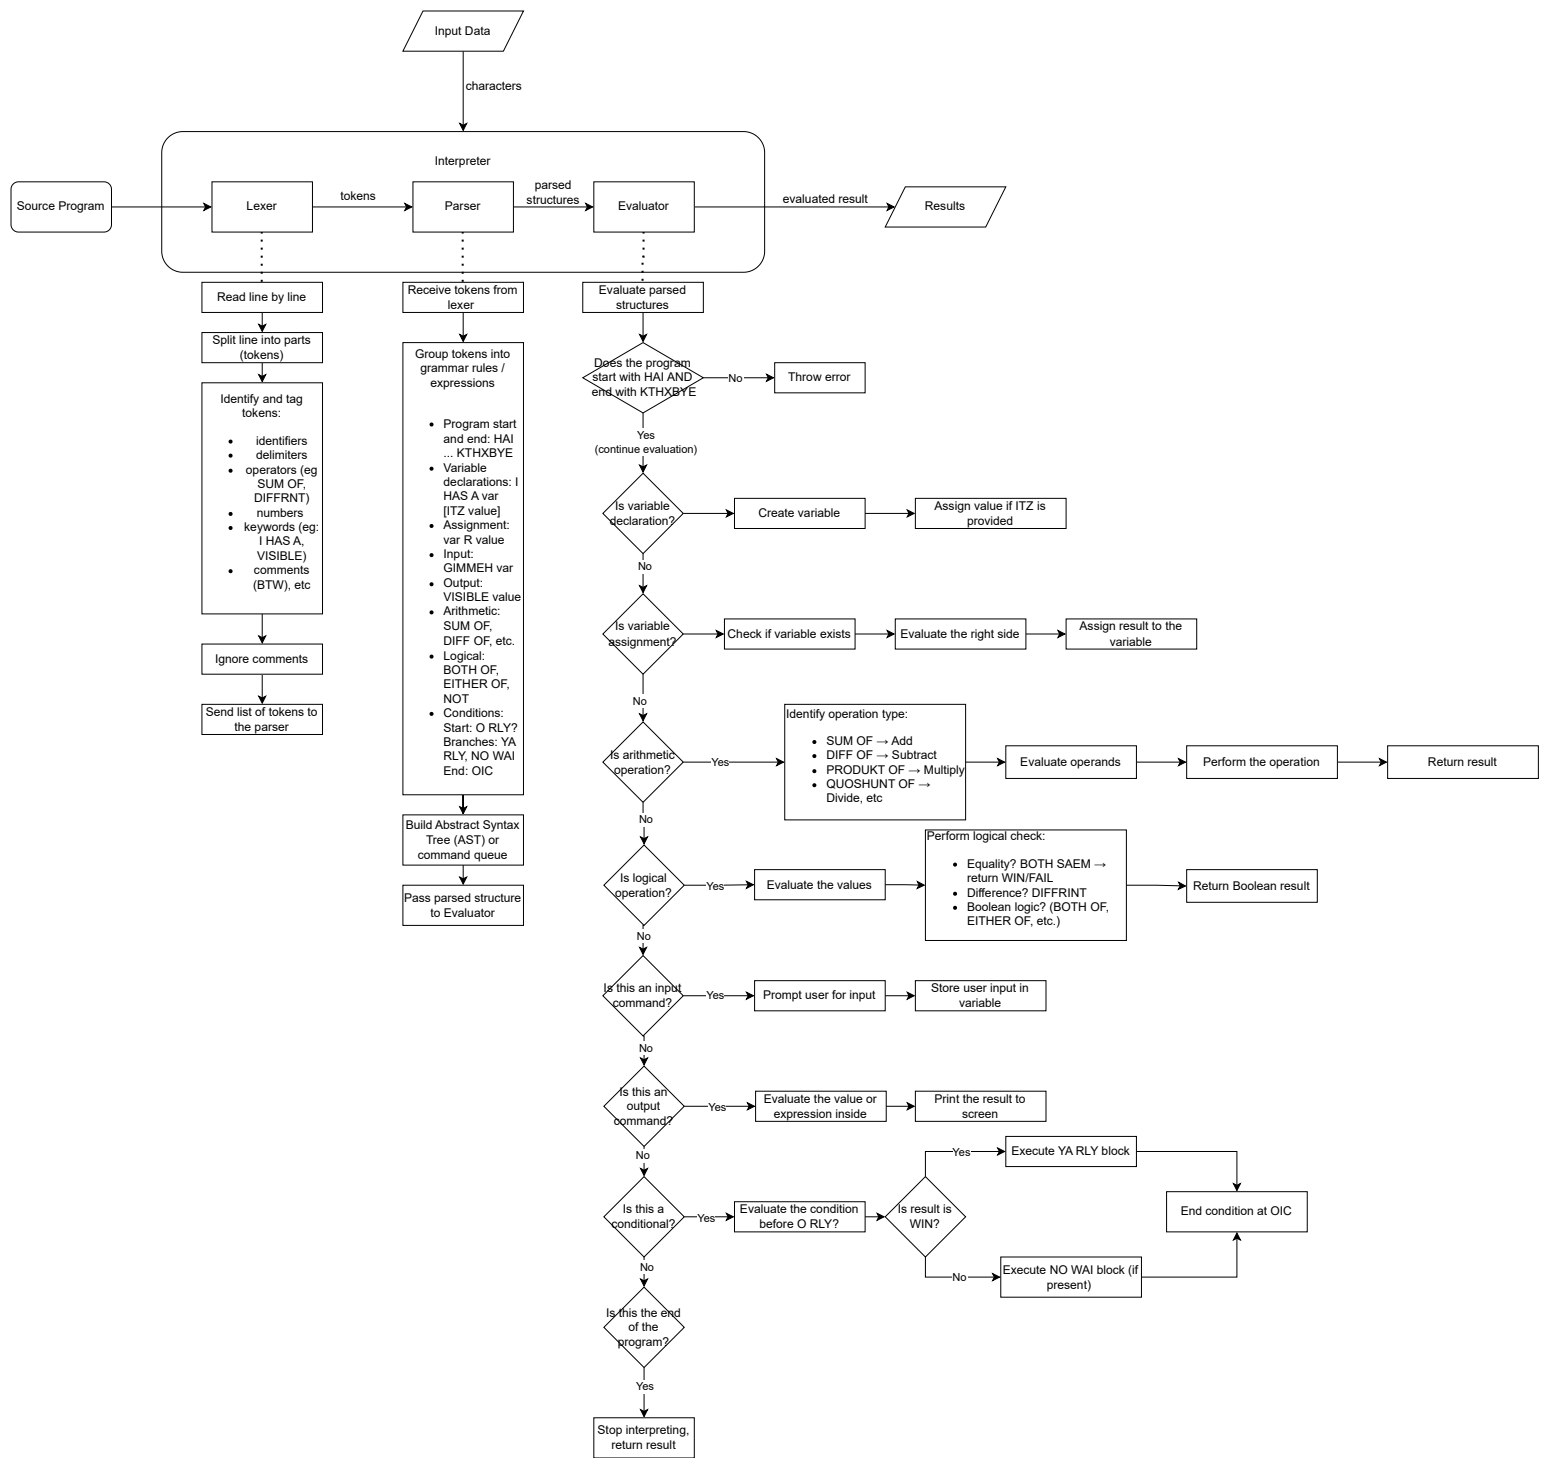 Input Data
characters
Interpreter
Source Program
Lexer
tokens
Parser
parsed
structures
Evaluator
evaluated result
Results
Read line by line
Split line into parts
(tokens)
Identify and tag
tokens:
• identifiers
• delimiters
• operators (eg
SUM OF,
DIFFRNT)
• numbers
• keywords (eg:
I HAS A,
VISIBLE)
• comments
(BTW), etc
Ignore comments
Send list of tokens to
the parser
Receive tokens from
lexer
Group tokens into
grammar rules /
expressions
• Program start
and end: HAI
... KTHXBYE
• Variable
declarations: I
HAS A var
[ITZ value]
• Assignment:
var R value
• Input:
GIMMEH var
• Output:
VISIBLE value
• Arithmetic:
SUM OF,
DIFF OF, etc.
• Logical:
BOTH OF,
EITHER OF,
NOT
• Conditions:
Start: O RLY?
Branches: YA
RLY, NO WAI
End: OIC
Build Abstract Syntax
Tree (AST) or
command queue
Pass parsed structure
to Evaluator
Evaluate parsed
structures
Does the program
start with HAI AND
end with KTHXBYE
No
Throw error
Yes
(continue evaluation)
Is variable
declaration?
Create variable
Assign value if ITZ is
provided
No
Is variable
assignment?
Check if variable exists
Evaluate the right side
Assign result to the
variable
No
Is arithmetic
operation?
Yes
Identify operation type:
• SUM OF → Add
• DIFF OF → Subtract
• PRODUKT OF → Multiply
• QUOSHUNT OF →
Divide, etc
Evaluate operands
Perform the operation
Return result
No
Is logical
operation?
Yes
Evaluate the values
Perform logical check:
• Equality? BOTH SAEM →
return WIN/FAIL
• Difference? DIFFRINT
• Boolean logic? (BOTH OF,
EITHER OF, etc.)
Return Boolean result
No
Is this an input
command?
Yes
Prompt user for input
Store user input in
variable
No
Is this an
output
command?
Yes
Evaluate the value or
expression inside
Print the result to
screen
No
Is this a
conditional?
Yes
Evaluate the condition
before O RLY?
Is result is
WIN?
Yes
Execute YA RLY block
End condition at OIC
No
Execute NO WAI block (if
present)
No
Is this the end
of the
program?
Yes
Stop interpreting,
return result